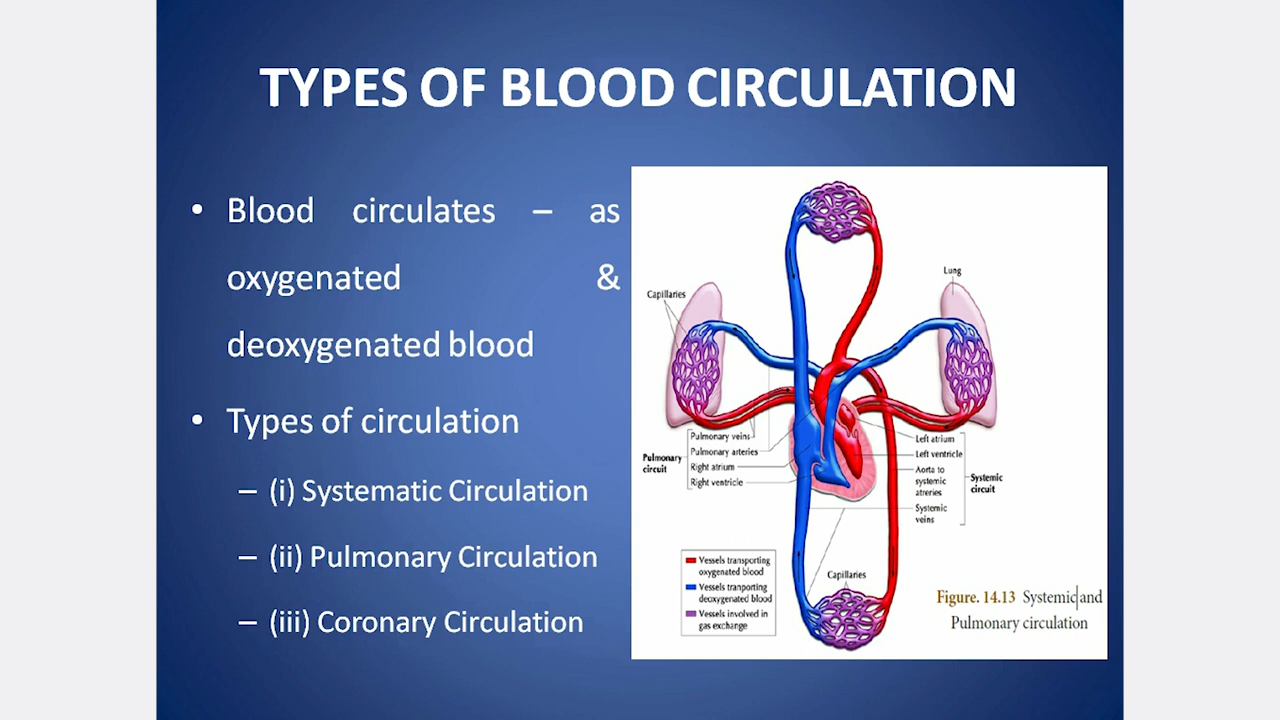 TYPES OF BLOOD CIRCULATION
• Blood circulates – as
oxygenated &
deoxygenated blood
• Types of circulation
– (i) Systematic Circulation
– (ii) Pulmonary Circulation
– (iii) Coronary Circulation
Capillaries
Lung
Pulmonary circuit
Pulmonary veins
Pulmonary arteries
Right atrium
Right ventricle
Left atrium
Left ventricle
Aorta to
systemic
atreries
Systemic
veins
Systemic
circuit
Vessels transporting
oxygenated blood
Vessels tranporting
deoxygenated blood
Vessels involved in
gas exchange
Capillaries
Figure. 14.13 Systemic and
Pulmonary circulation